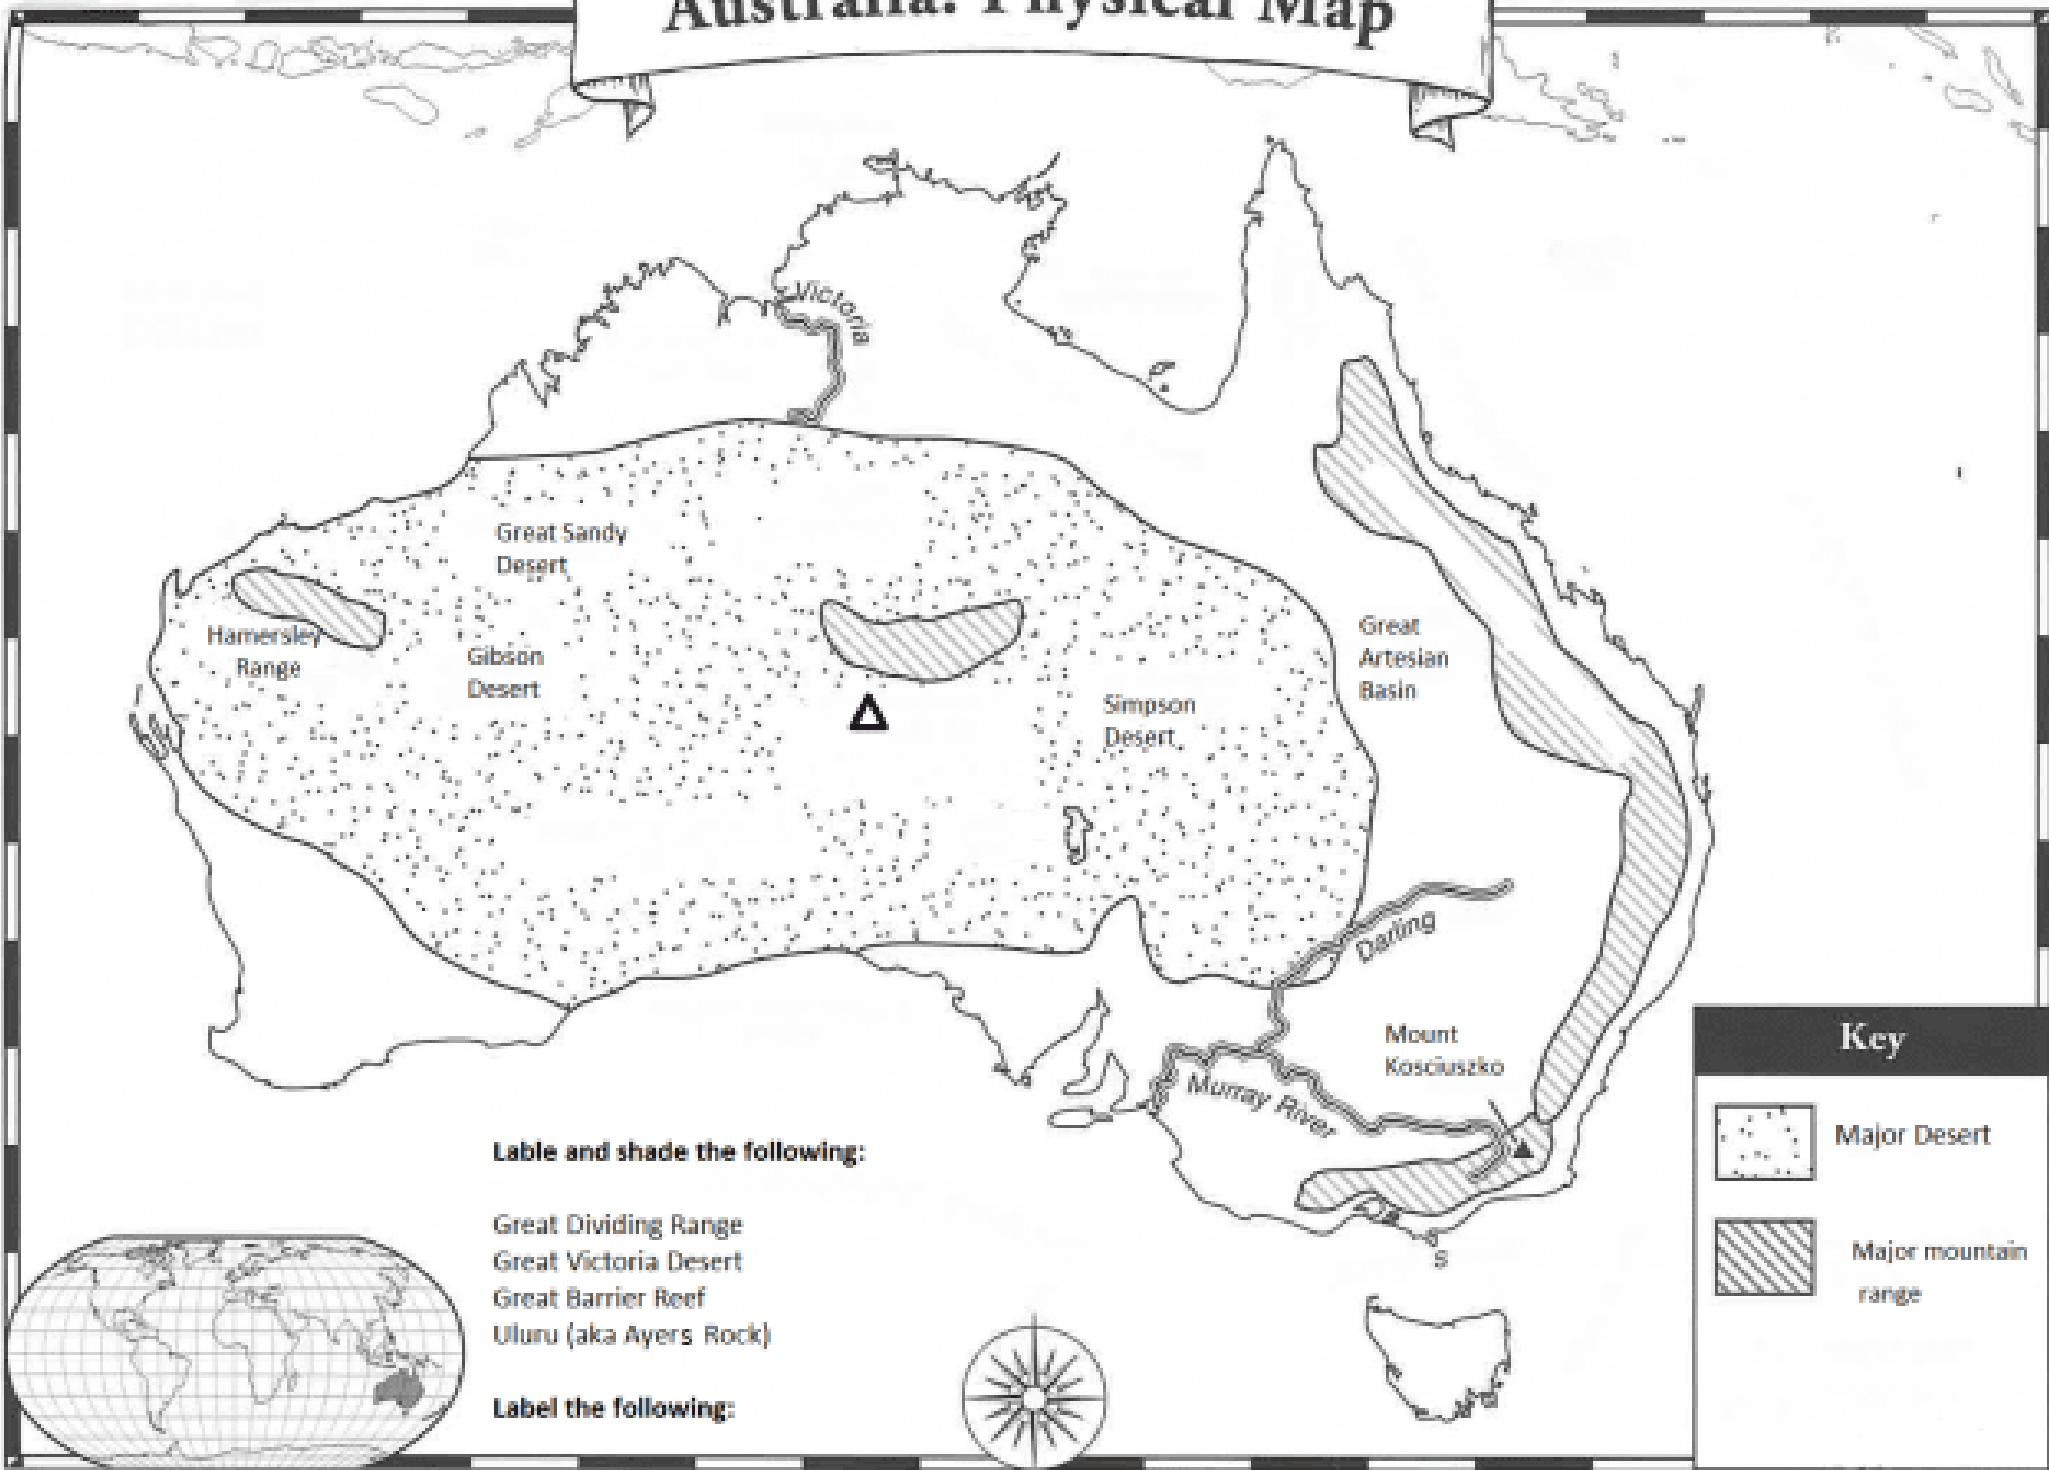 Australia: Physical Map
Victoria
Great Sandy
Desert
Hamersley
Range
Gibson
Desert
Great
Artesian
Basin
Simpson
Desert
Darling
Mount
Kosciuszko
Murray River
Key
Major Desert
Major mountain
range
Lable and shade the following:
Great Dividing Range
Great Victoria Desert
Great Barrier Reef
Uluru (aka Ayers Rock)
Label the following: